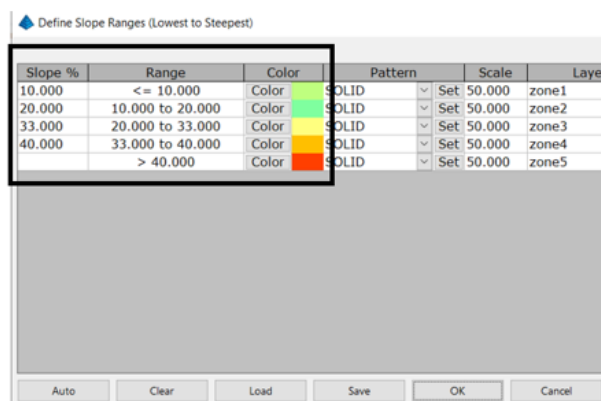 Define Slope Ranges (Lowest to Steepest)
Slope % Range Color Pattern Scale Laye
10.000 <= 10.000 Color SOLID Set 50.000 zone1
20.000 10.000 to 20.000 Color SOLID Set 50.000 zone2
33.000 20.000 to 33.000 Color SOLID Set 50.000 zone3
40.000 33.000 to 40.000 Color SOLID Set 50.000 zone4
> 40.000 Color SOLID Set 50.000 zone5
Auto Clear Load Save OK Cancel